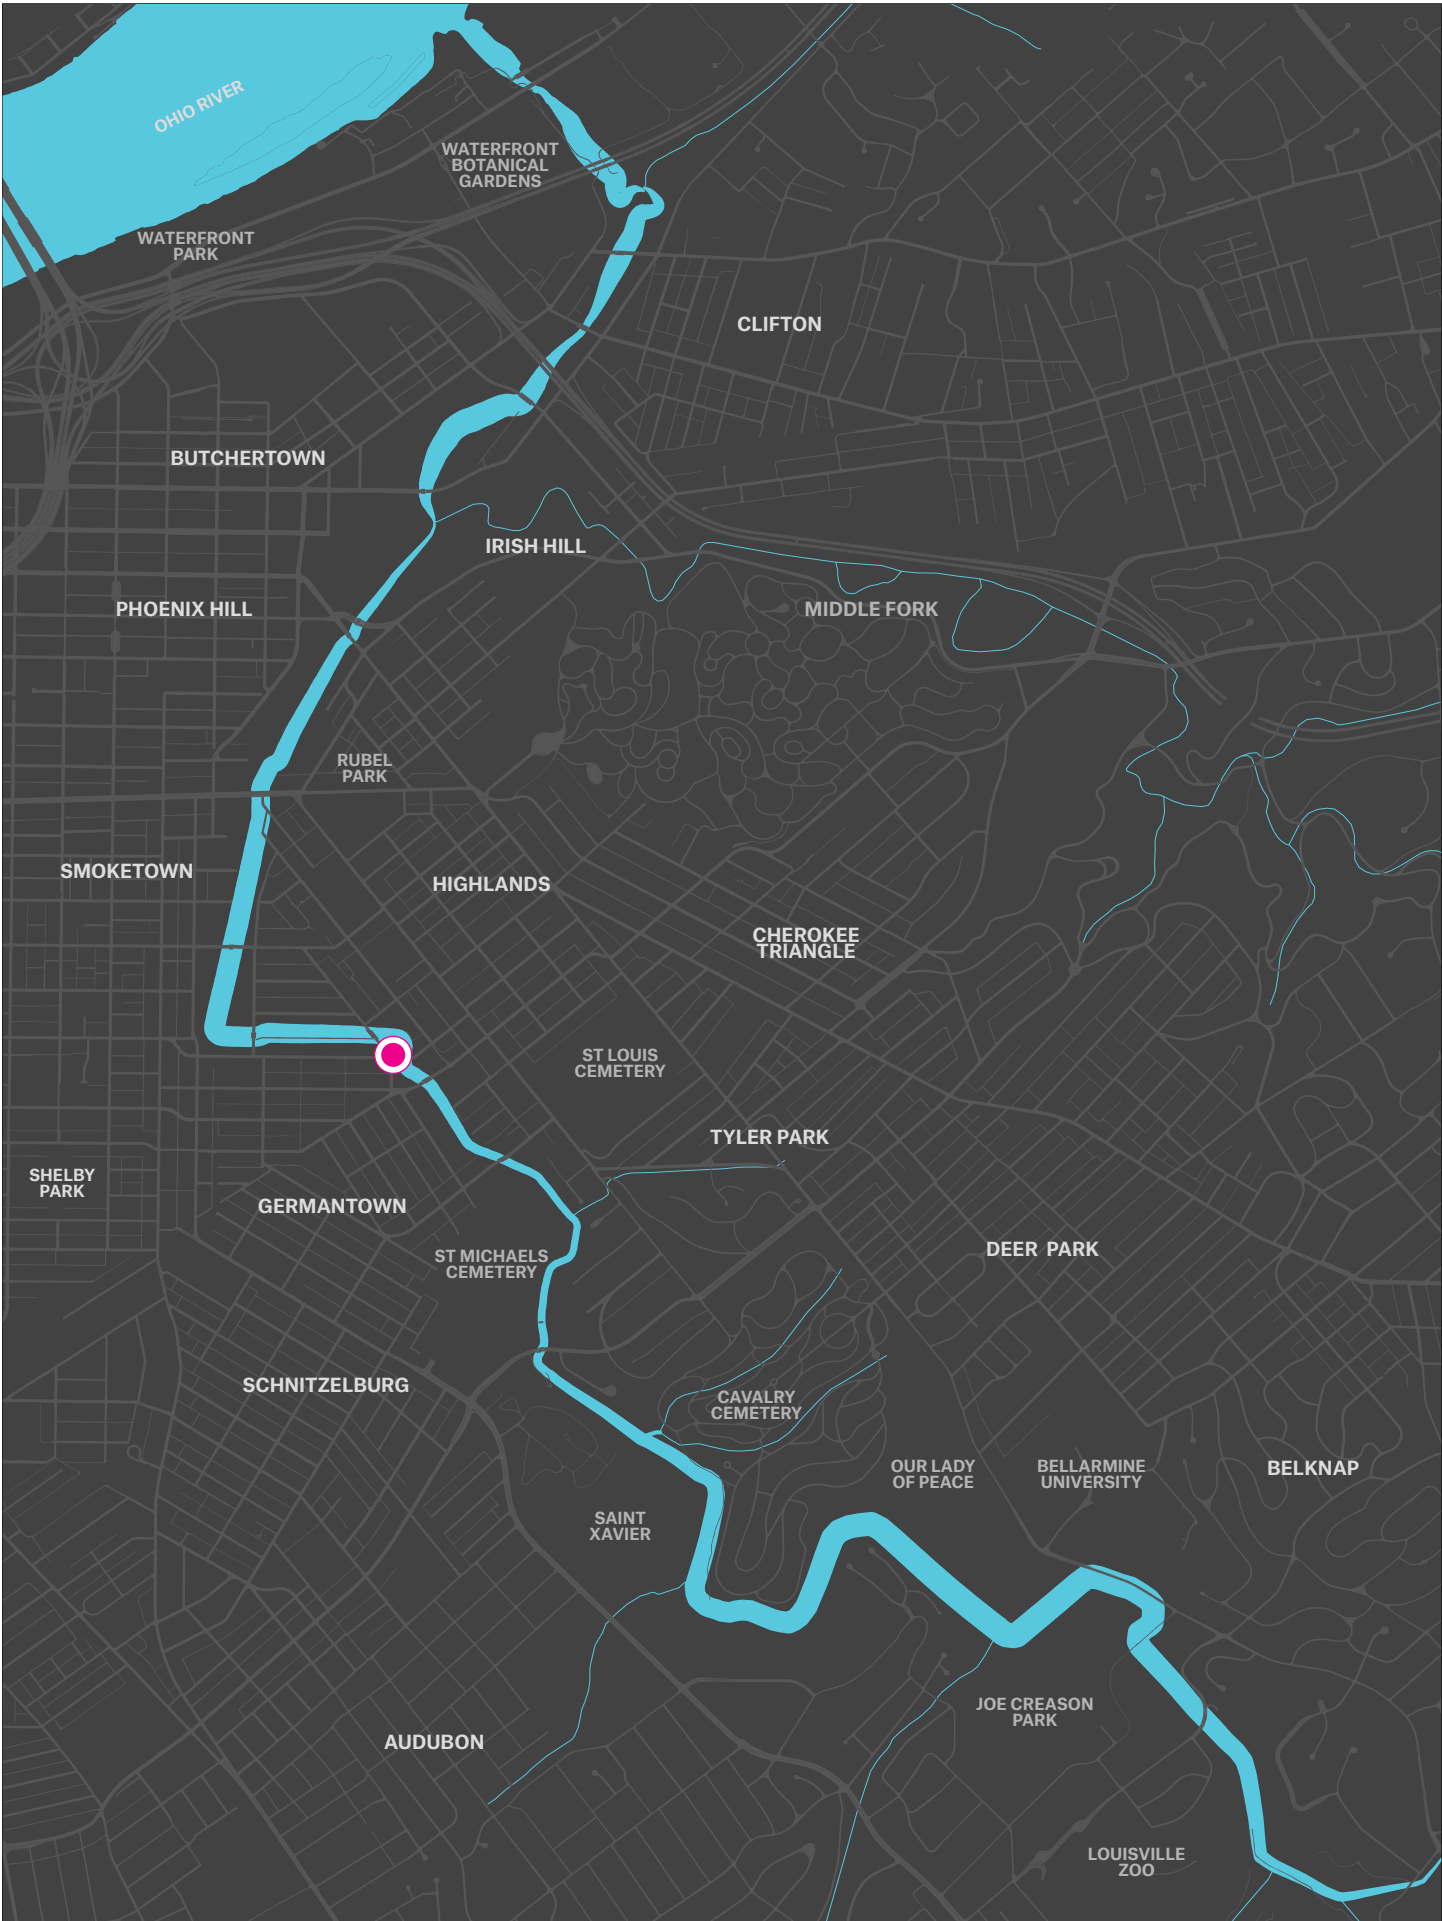 OHIO RIVER
WATERFRONT
BOTANICAL
GARDENS
WATERFRONT
PARK
CLIFTON
BUTCHERTOWN
IRISH HILL
PHOENIX HILL
MIDDLE FORK
RUBEL
PARK
SMOKETOWN
HIGHLANDS
CHEROKEE
TRIANGLE
ST LOUIS
CEMETERY
TYLER PARK
SHELBY
PARK
GERMANTOWN
ST MICHAELS
CEMETERY
DEER PARK
SCHNITZELBURG
CAVALRY
CEMETERY
OUR LADY
OF PEACE
BELLARMINE
UNIVERSITY
BELKNAP
SAINT
XAVIER
JOE CREASON
PARK
AUDUBON
LOUISVILLE
ZOO